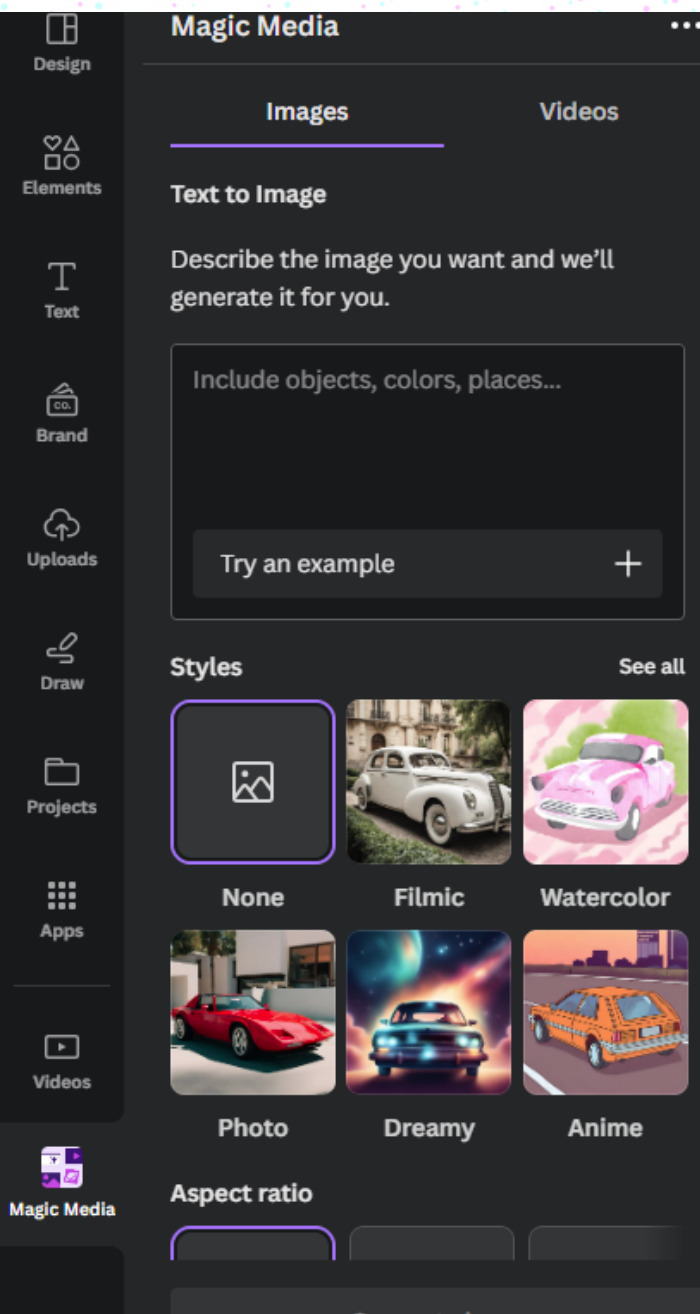 Magic Media
Design
Images
Videos
Elements
Text to Image
Describe the image you want and we'll
generate it for you.
Text
Include objects, colors, places...
Brand
CO.
Uploads
Try an example
Styles
See all
Draw
Projects
None
Filmic
Watercolor
Apps
Videos
Photo
Dreamy
Anime
Magic Media
Aspect ratio